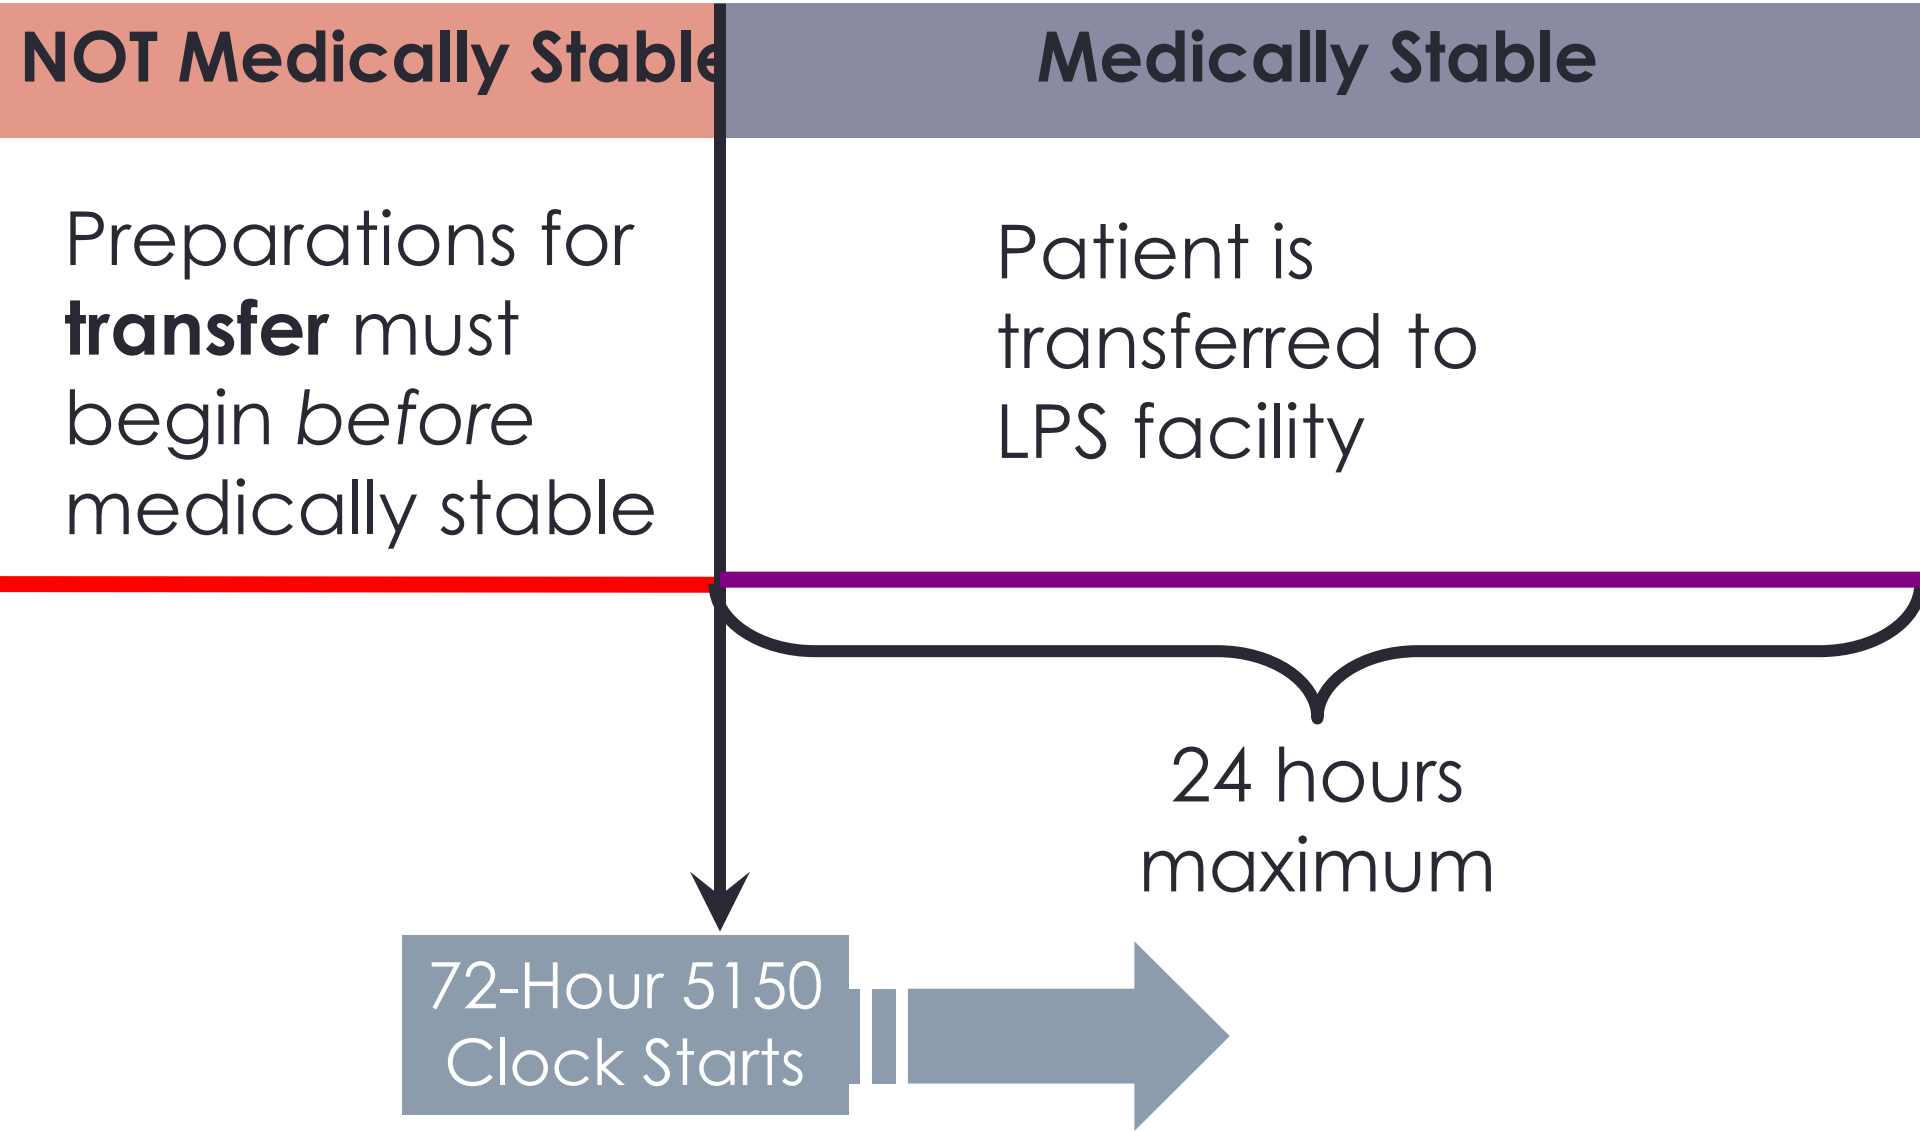 NOT Medically Stable
Medically Stable
Preparations for
transfer must
begin before
medically stable
Patient is
transferred to
LPS facility
24 hours
maximum
72-Hour 5150
Clock Starts